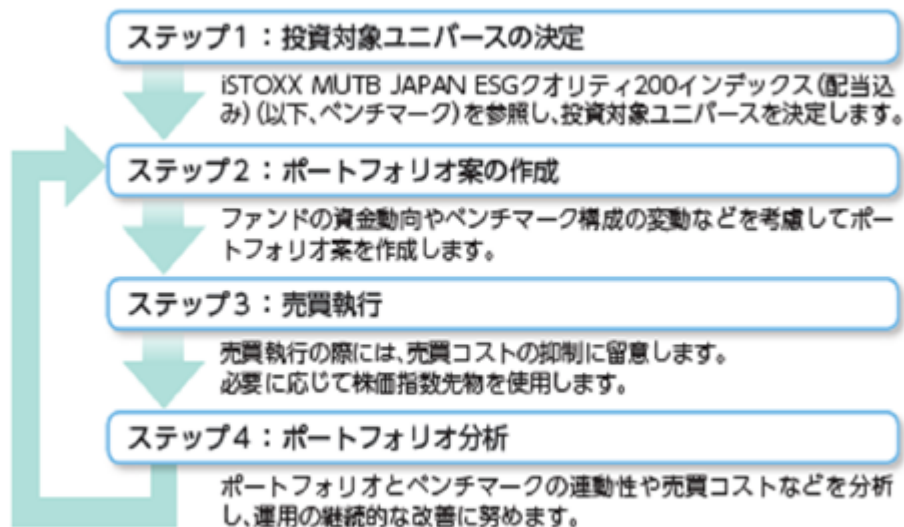 ステップ1：投資対象ユニバースの決定
iSTOXX MUTB JAPAN ESGクオリティ200インデックス(配当込
み)(以下、ベンチマーク)を参照し、投資対象ユニバースを決定します。
ステップ2：ポートフォリオ案の作成
ファンドの資金動向やベンチマーク構成の変動などを考慮してポー
トフォリオ案を作成します。
ステップ3：売買執行
売買執行の際には、売買コストの抑制に留意します。
必要に応じて株価指数先物を使用します。
ステップ4：ポートフォリオ分析
ポートフォリオとベンチマークの連動性や売買コストなどを分析
し、運用の継続的な改善に努めます。